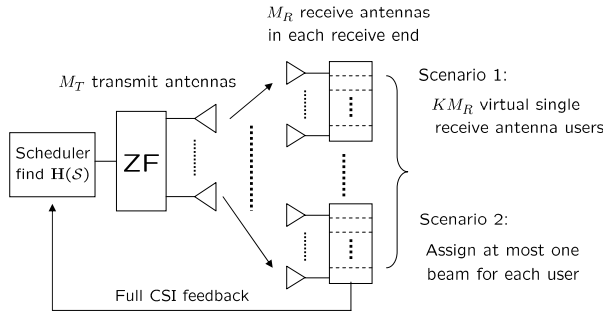 M_R receive antennas
in each receive end
M_T transmit antennas
Scenario 1:
KM_R virtual single
receive antenna users
Scheduler
find H(S)
ZF
Scenario 2:
Assign at most one
beam for each user
Full CSI feedback